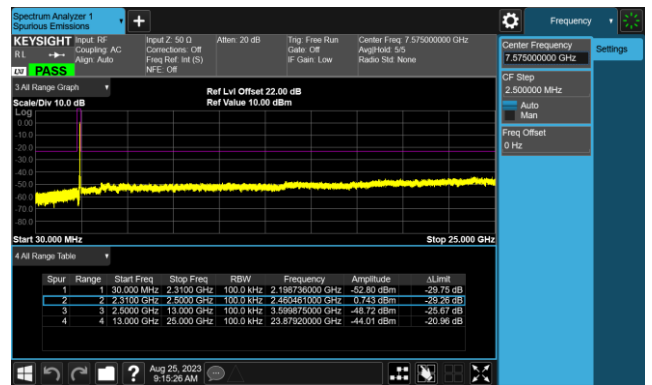 Spectrum Analyzer 1
Spurious Emissions
Frequency
KEYSIGHT
RL
LXI
PASS
Input: RF
Coupling: AC
Align: Auto
Input Z: 50 Ω
Corrections: Off
Freq Ref: Int (S)
NFE: Off
Atten: 20 dB
Trig: Free Run
Gate: Off
IF Gain: Low
Center Freq: 7.575000000 GHz
Avg|Hold: 5/5
Radio Std: None
Center Frequency
7.575000000 GHz
Settings
CF Step
2.500000 MHz
Auto
Man
Freq Offset
0 Hz
3 All Range Graph
Scale/Div 10.0 dB
Ref Lvl Offset 22.00 dB
Ref Value 10.00 dBm
Log
0.00
-10.0
-20.0
-30.0
-40.0
-50.0
-60.0
-70.0
-80.0
Start 30.000 MHz
Stop 25.000 GHz
4 All Range Table
Spur Range Start Freq Stop Freq RBW Frequency Amplitude ΔLimit
1 1 30.000 MHz 2.3100 GHz 100.0 kHz 2.198736000 GHz -52.80 dBm -29.75 dB
2 2 2.3100 GHz 2.5000 GHz 100.0 kHz 2.460461000 GHz 0.743 dBm -29.26 dB
3 3 2.5000 GHz 13.000 GHz 100.0 kHz 3.599875000 GHz -48.72 dBm -25.67 dB
4 4 13.000 GHz 25.000 GHz 100.0 kHz 23.87920000 GHz -44.01 dBm -20.96 dB
Aug 25, 2023
9:15:26 AM